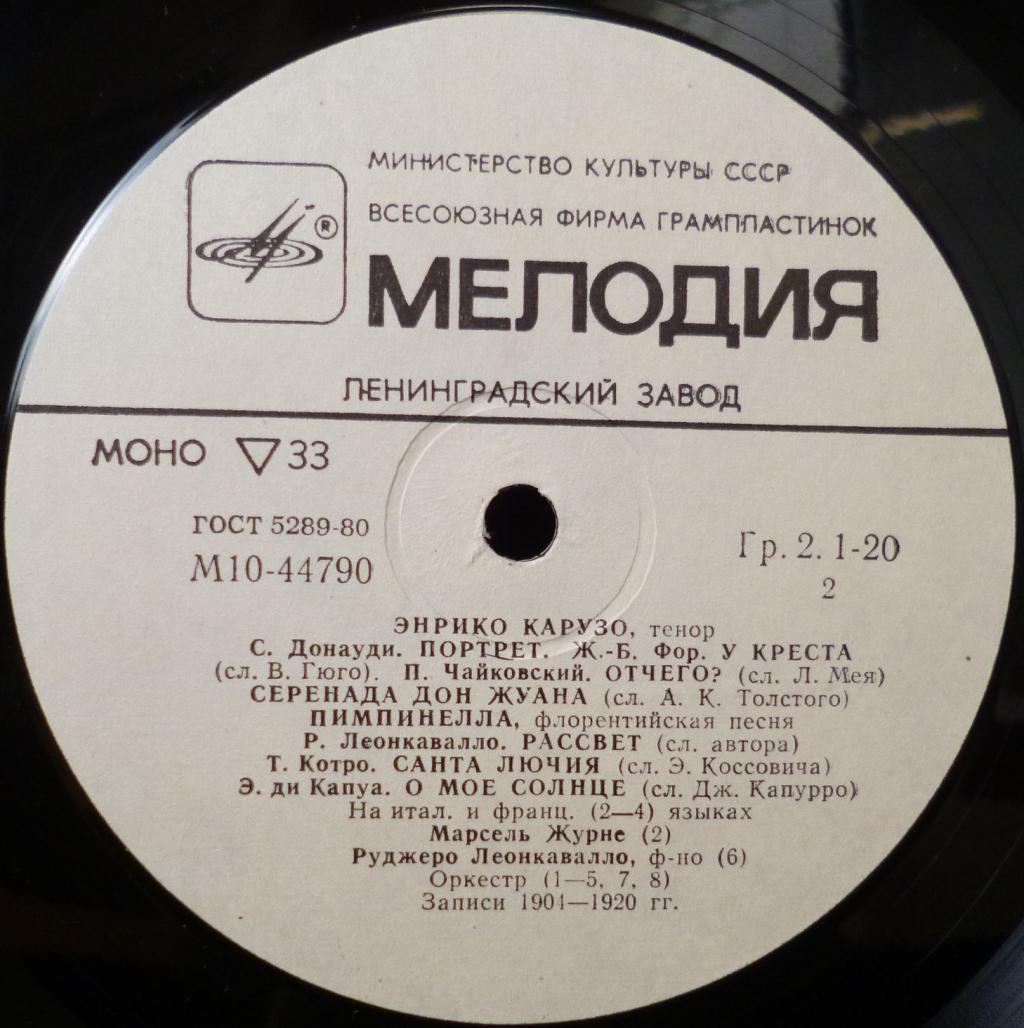 МИНИСТЕРСТВО КУЛЬТУРЫ СССР
ВСЕСОЮЗНАЯ ФИРМА ГРАМПЛАСТИНОК
®
МЕЛОДИЯ
ЛЕНИНГРАДСКИЙ ЗАВОД
МОНО ▽ 33
ГОСТ 5289-80
М10-44790
Гр. 2. 1-20
2
ЭНРИКО КАРУЗО, тенор
С. Донауди. ПОРТРЕТ. Ж.-Б. Фор. У КРЕСТА
(сл. В. Гюго). П. Чайковский. ОТЧЕГО? (сл. Л. Мея)
СЕРЕНАДА ДОН ЖУАНА (сл. А. К. Толстого)
ПИМПИНЕЛЛА, флорентийская песня
Р. Леонкавалло. РАССВЕТ (сл. автора)
Т. Котро. САНТА ЛЮЧИЯ (сл. Э. Коссовича)
Э. ди Капуа. О МОЕ СОЛНЦЕ (сл. Дж. Капурро)
На итал. и франц. (2—4) языках
Марсель Журне (2)
Руджеро Леонкавалло, ф-но (6)
Оркестр (1—5, 7, 8)
Записи 1904—1920 гг.